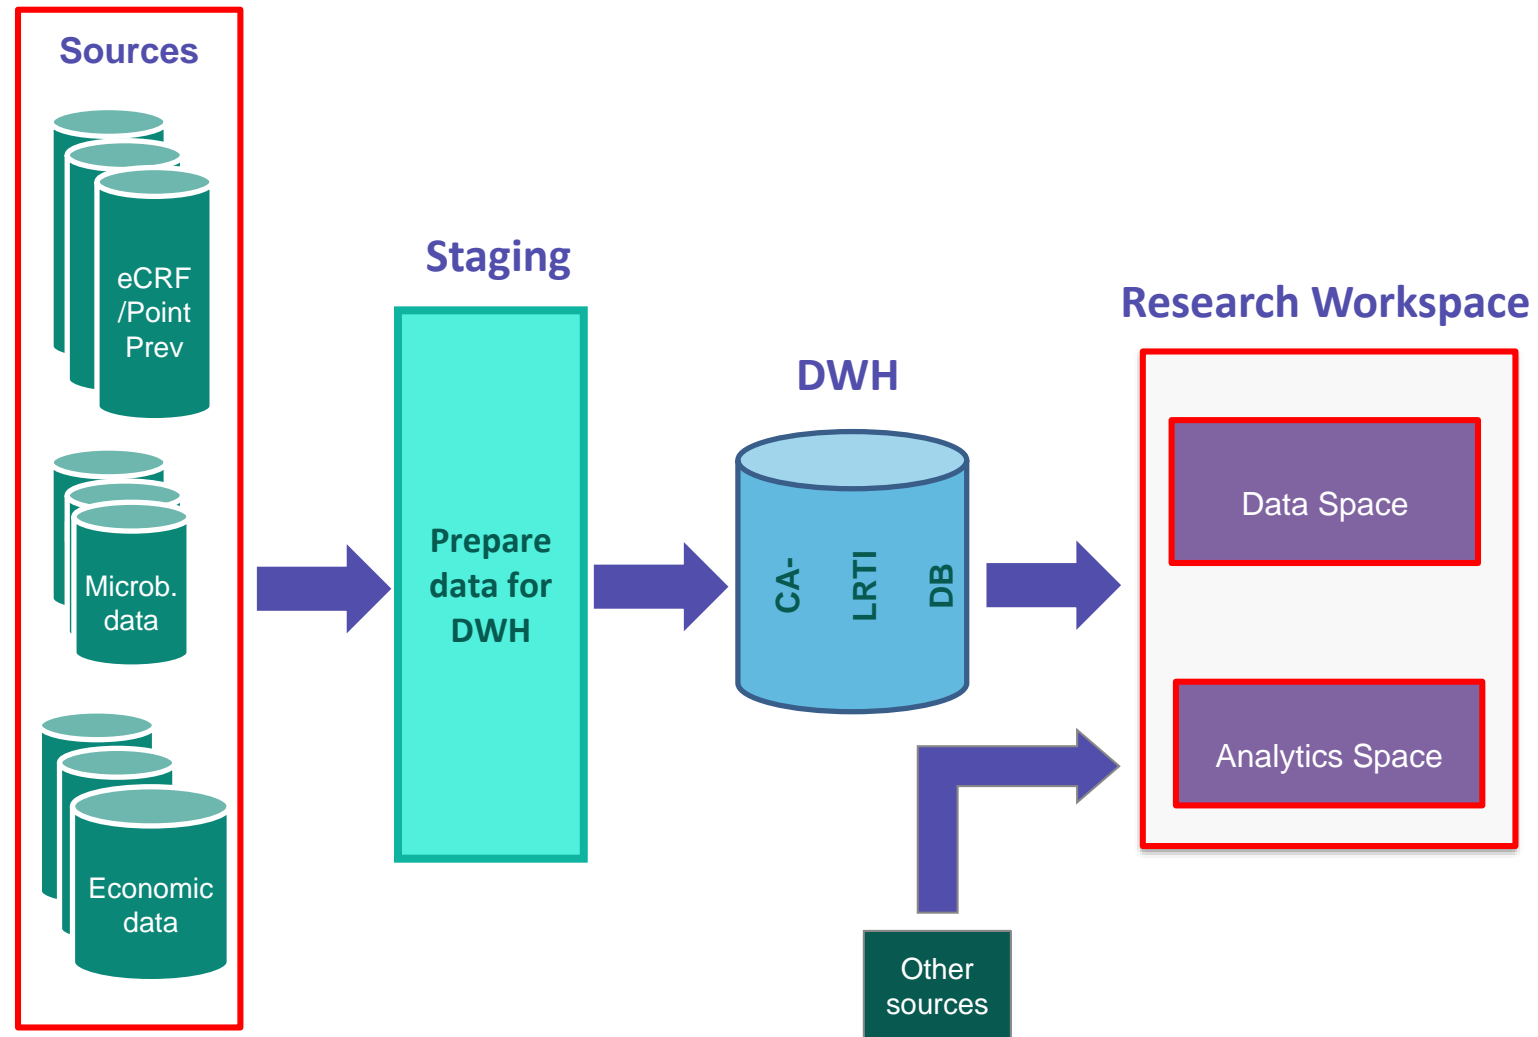 Sources
eCRF
/Point
Prev
Microb.
data
Economic
data
Staging
Prepare
data for
DWH
DWH
CA-
LRTI
DB
Research Workspace
Data Space
Analytics Space
Other
sources